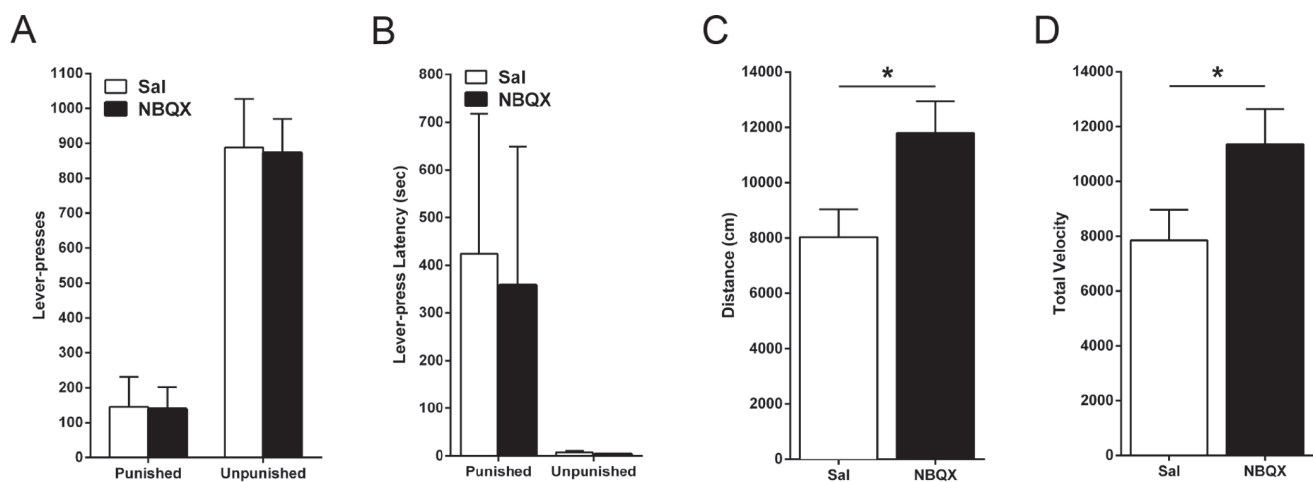 A
Lever-presses
1100
1000
900
800
700
600
500
400
300
200
100
0
Sal
NBQX
Punished
Unpunished
B
Lever-press Latency (sec)
800
700
600
500
400
300
200
100
0
Sal
NBQX
Punished
Unpunished
C
Distance (cm)
14000
12000
10000
8000
6000
4000
2000
0
*
Sal
NBQX
D
Total Velocity
14000
12000
10000
8000
6000
4000
2000
0
*
Sal
NBQX